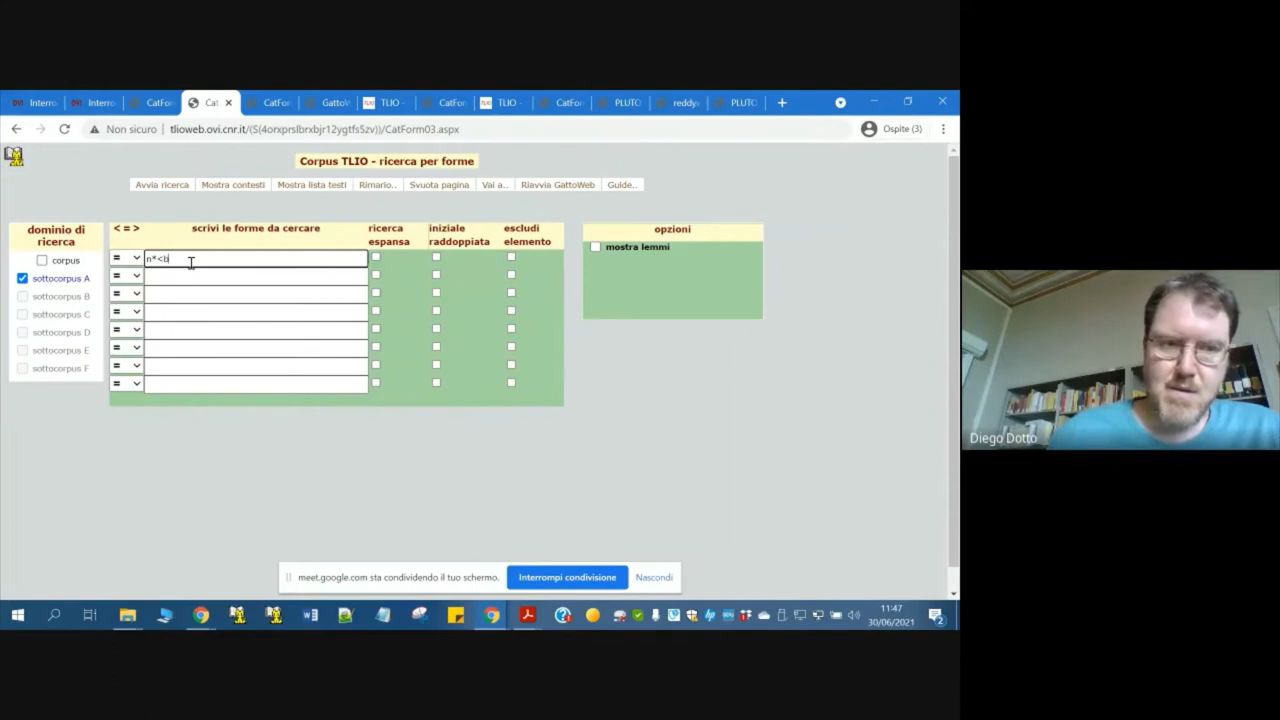 Interro
Interro
CatFor
Cat
CatFor
GattoW
TLIO -
CatFor
TLIO -
CatFor
PLUTO
reddy
PLUTO
Non sicuro
tlioweb.ovi.cnr.it/(S(4orxprslbrxbjr12ygtfs5zv))/CatForm03.aspx
Ospite (3)
Corpus TLIO - ricerca per forme
Avvia ricerca Mostra contesti Mostra lista testi Rimario.. Svuota pagina Vai a.. Riavvia GattoWeb Guide..
dominio di
ricerca
corpus
sottocorpus A
sottocorpus B
sottocorpus C
sottocorpus D
sottocorpus E
sottocorpus F
< = >
scrivi le forme da cercare
ricerca
espansa
iniziale
raddoppiata
escludi
elemento
=
n*<b
=
=
=
=
=
=
=
opzioni
mostra lemmi
Diego Dotto
meet.google.com sta condividendo il tuo schermo.
Interrompi condivisione
Nascondi
11:47
30/06/2021
2